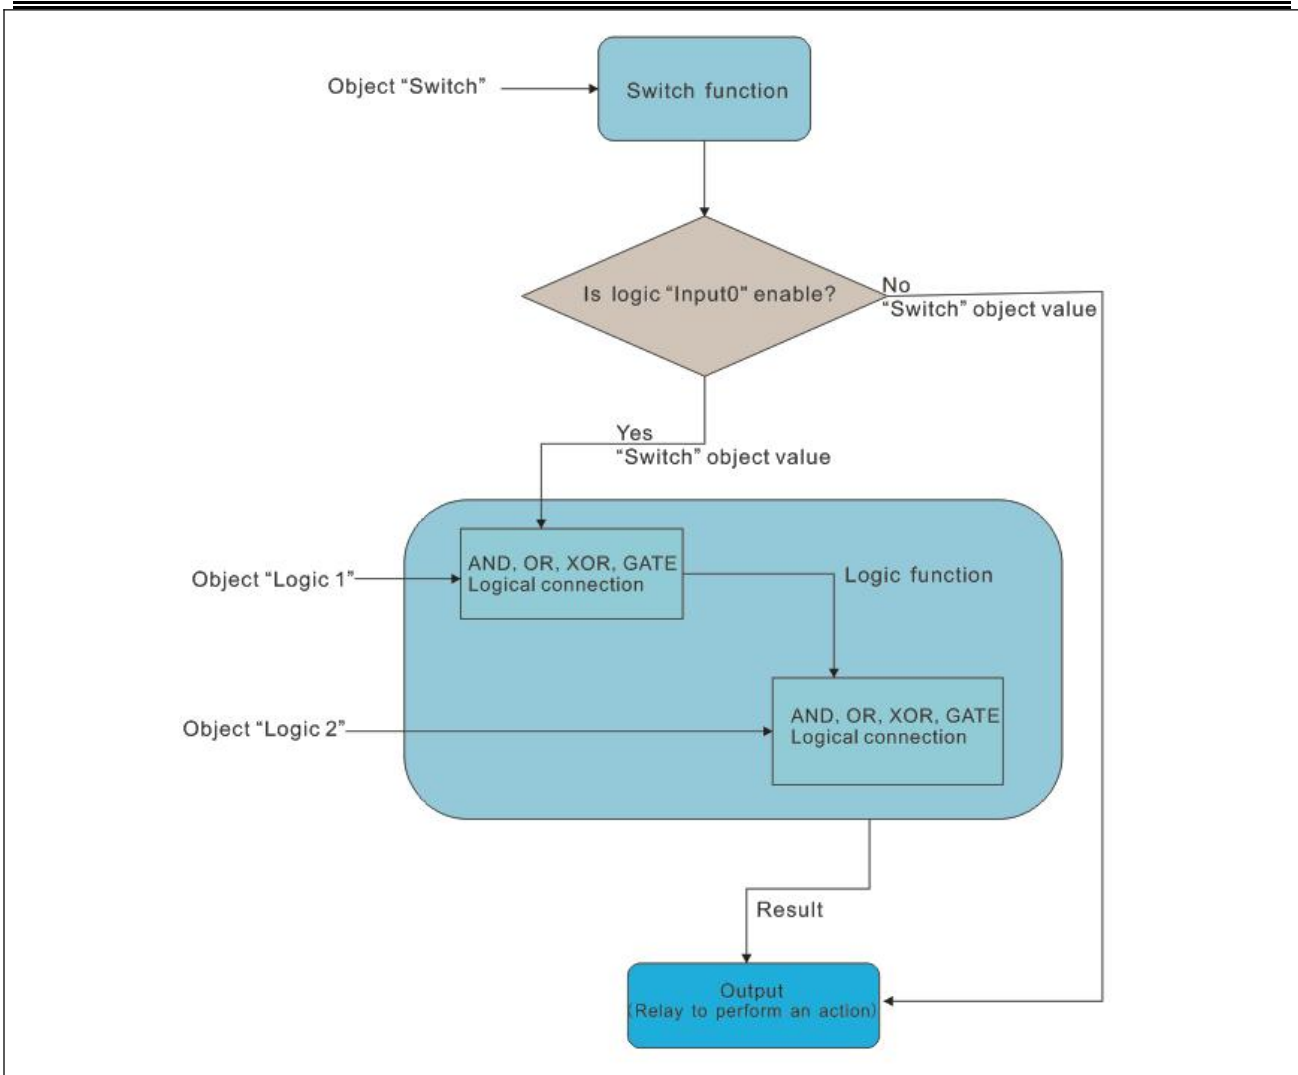 Object “Switch”
Switch function
Is logic “Input0" enable?
No
“Switch” object value
Yes
“Switch” object value
Object “Logic 1”
AND, OR, XOR, GATE
Logical connection
Logic function
Object “Logic 2”
AND, OR, XOR, GATE
Logical connection
Result
Output
(Relay to perform an action)